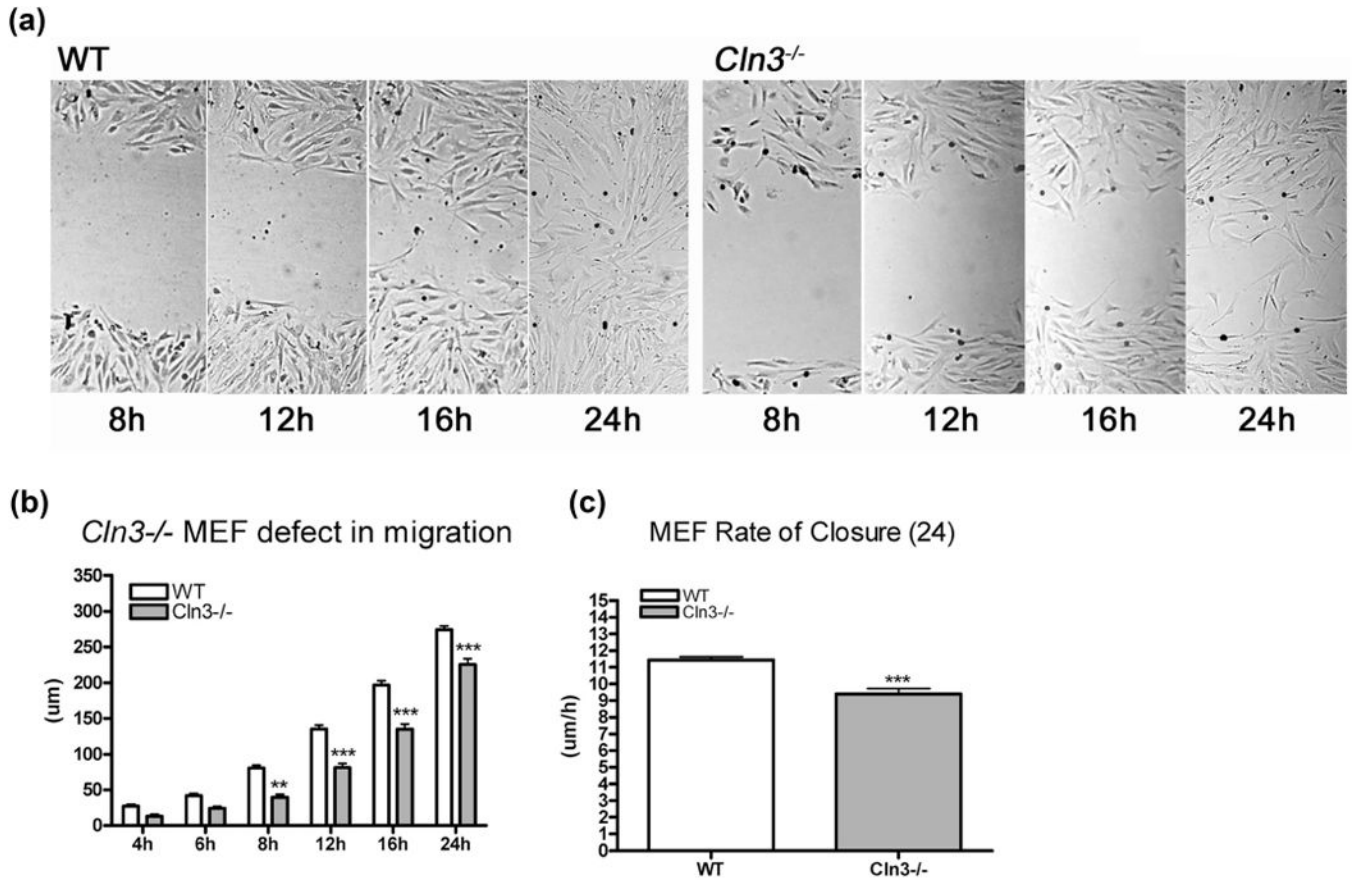 (a)
WT
Cln3-/-
8h 12h 16h 24h 8h 12h 16h 24h
(b)
Cln3-/- MEF defect in migration
350
300
250
200
150
100
50
0
(um)
WT
Cln3-/-
**
***
***
***
4h 6h 8h 12h 16h 24h
(c)
MEF Rate of Closure (24)
15
14
13
12
11
10
9
8
7
6
5
4
3
2
1
0
(um/h)
WT
Cln3-/-
***
WT Cln3-/-